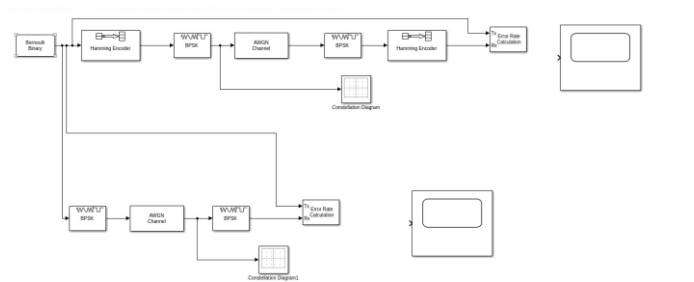 Bernoulli
Binary
Hamming Encoder
BPSK
AWGN
Channel
BPSK
Hamming Encoder
Tx
Rx
Error Rate
Calculation
Constellation Diagram
BPSK
AWGN
Channel
BPSK
Tx
Rx
Error Rate
Calculation
Constellation Diagram1